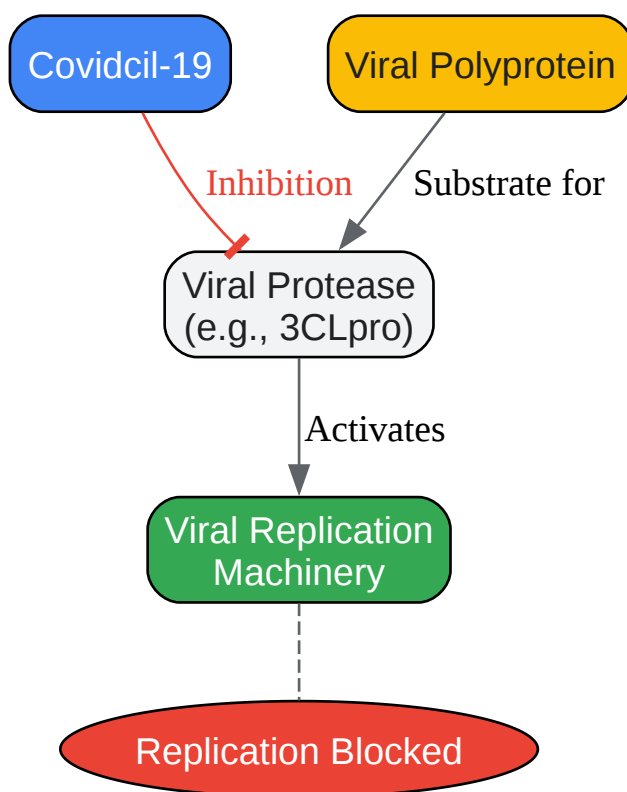 Covidcil-19
Viral Polyprotein
Inhibition
Substrate for
Viral Protease
(e.g., 3CLpro)
Activates
Viral Replication
Machinery
Replication Blocked